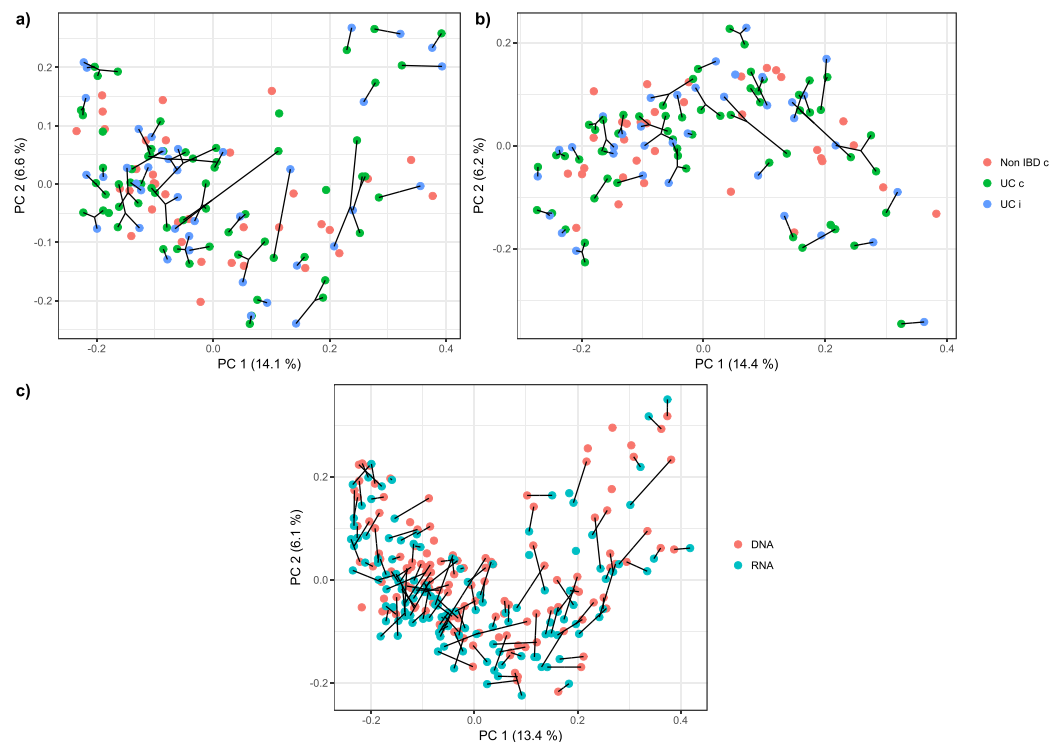 a)
0.2
0.1
0.0
-0.1
-0.2
PC 2 (6.6 %)
-0.2
0.0
0.2
0.4
PC 1 (14.1 %)
b)
0.2
0.0
-0.2
PC 2 (6.2 %)
-0.2
0.0
0.2
0.4
PC 1 (14.4 %)
Non IBD c
UC c
UC i
c)
0.2
0.0
-0.2
PC 2 (6.1 %)
-0.2
0.0
0.2
0.4
PC 1 (13.4 %)
DNA
RNA